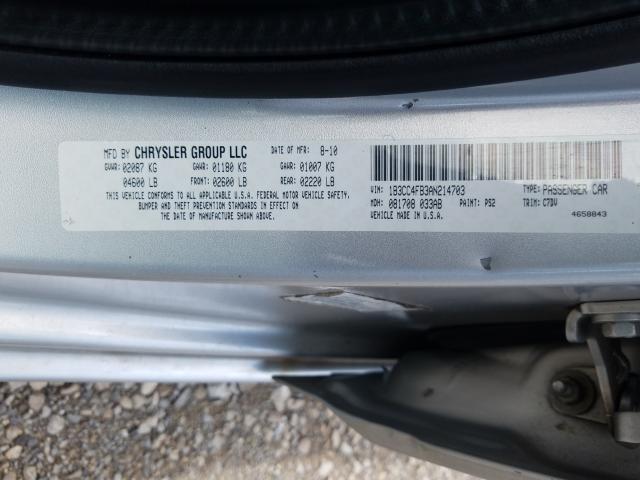 MFD BY CHRYSLER GROUP LLC DATE OF MFR 8-10
GVWR: 02087 KG GAWR: 01180 KG GAWR: 01007 KG
04600 LB FRONT: 02600 LB REAR: 02220 LB
THIS VEHICLE CONFORMS TO ALL APPLICABLE U.S.A. FEDERAL MOTOR VEHICLE SAFETY,
BUMPER AND THEFT PREVENTION STANDARDS IN EFFECT ON
THE DATE OF MANUFACTURE SHOWN ABOVE.
VIN: 1B3CC4FB3AN214703 TYPE: PASSENGER CAR
MDH: 081708 033AB PAINT: PS2 TRIM: C7DV
VEHICLE MADE IN U.S.A. 4658843